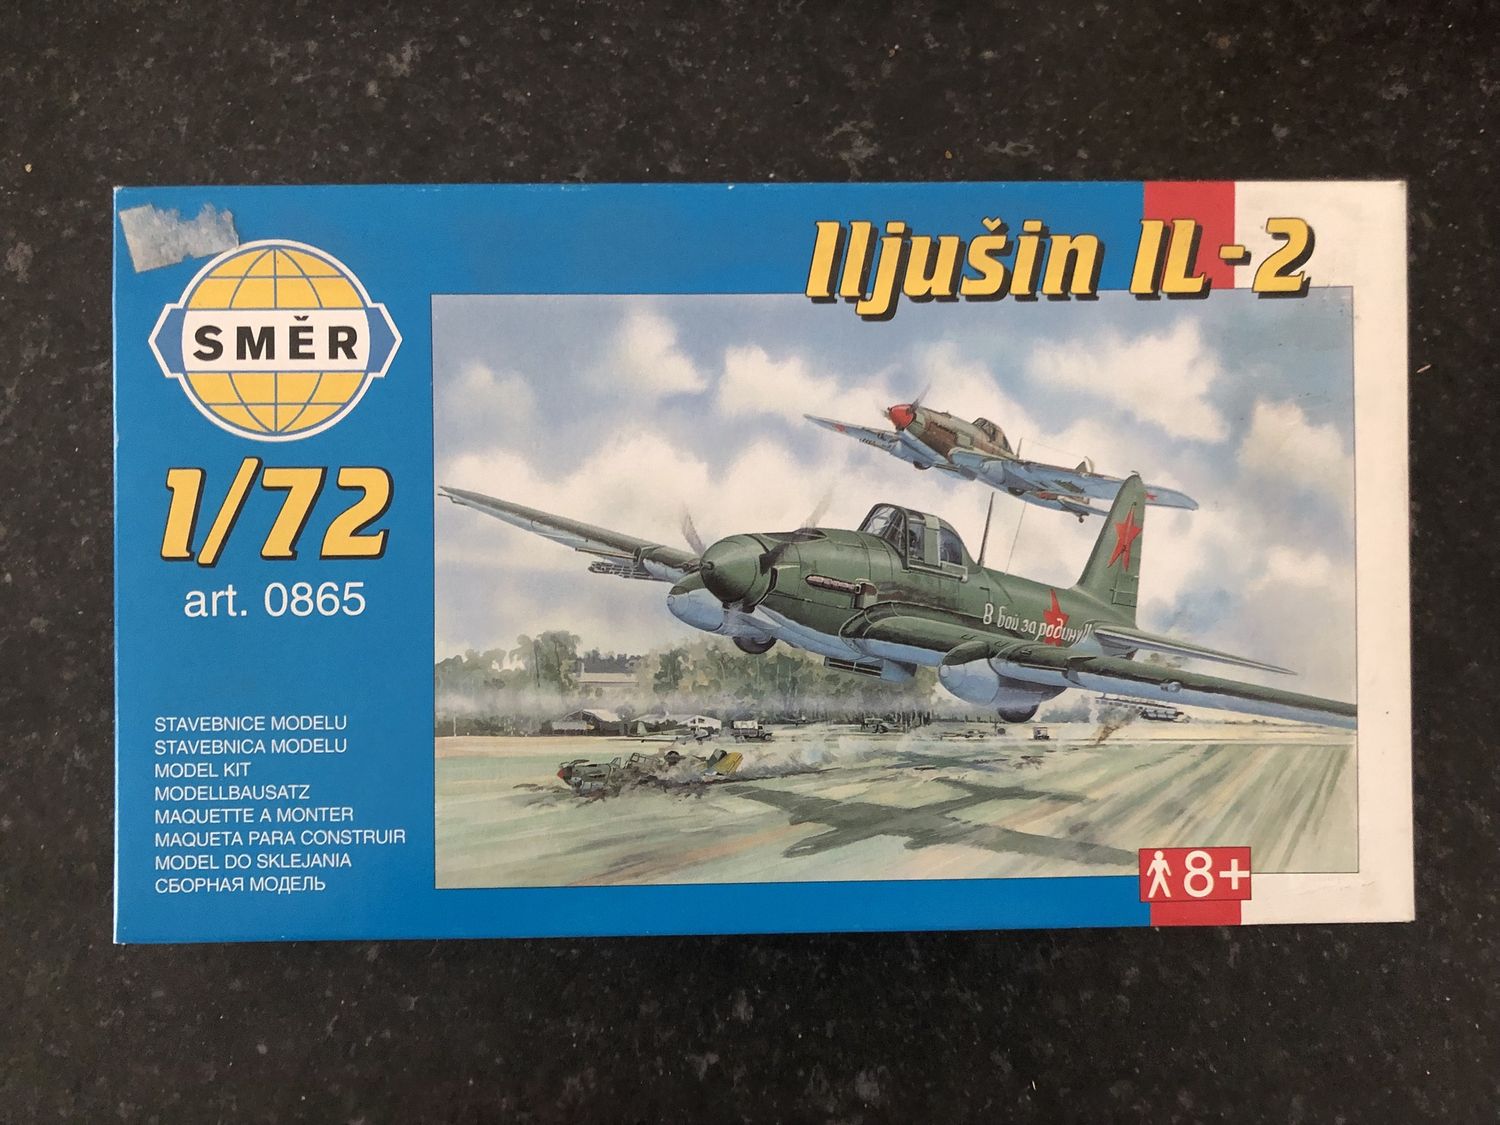 Iljušin IL-2
SMĚR
1/72
art. 0865
В бой за родину!!
STAVEBNICE MODELU
STAVEBNICA MODELU
MODEL KIT
MODELLBAUSATZ
MAQUETTE A MONTER
MAQUETA PARA CONSTRUIR
MODEL DO SKLEJANIA
СБОРНАЯ МОДЕЛЬ
8+